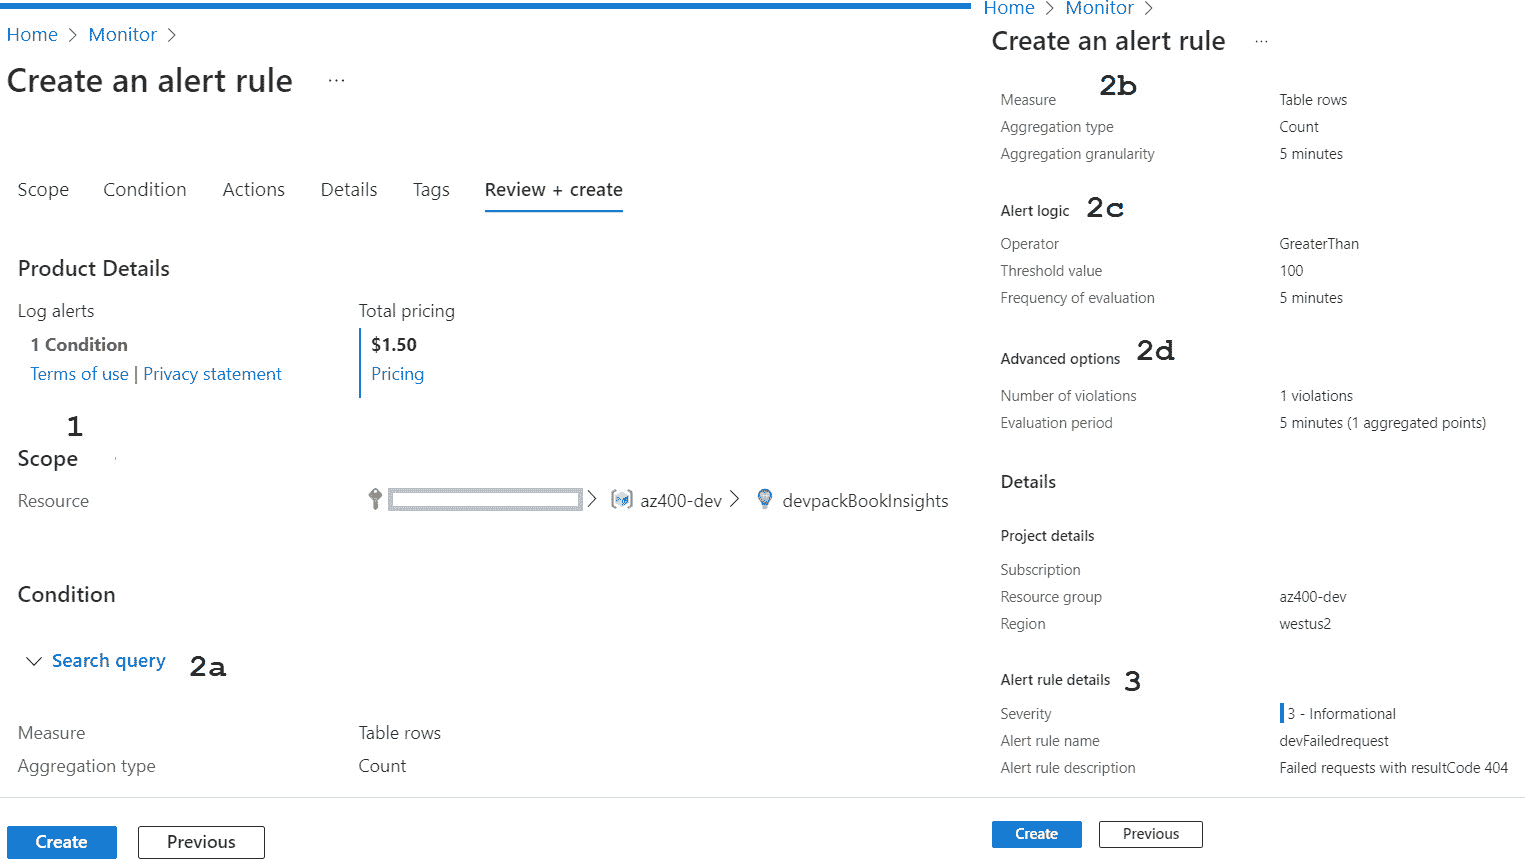 Home > Monitor >
Create an alert rule ...
Scope Condition Actions Details Tags Review + create
Product Details
Log alerts Total pricing
1 Condition $1.50
Terms of use | Privacy statement Pricing
1
Scope
Resource > az400-dev > devpackBookInsights
Condition
Search query 2a
Measure Table rows
Aggregation type Count
Create Previous
Home > Monitor >
Create an alert rule ...
2b
Measure Table rows
Aggregation type Count
Aggregation granularity 5 minutes
Alert logic 2c
Operator GreaterThan
Threshold value 100
Frequency of evaluation 5 minutes
Advanced options 2d
Number of violations 1 violations
Evaluation period 5 minutes (1 aggregated points)
Details
Project details
Subscription
Resource group az400-dev
Region westus2
Alert rule details 3
Severity 3 - Informational
Alert rule name devFailedrequest
Alert rule description Failed requests with resultCode 404
Create Previous